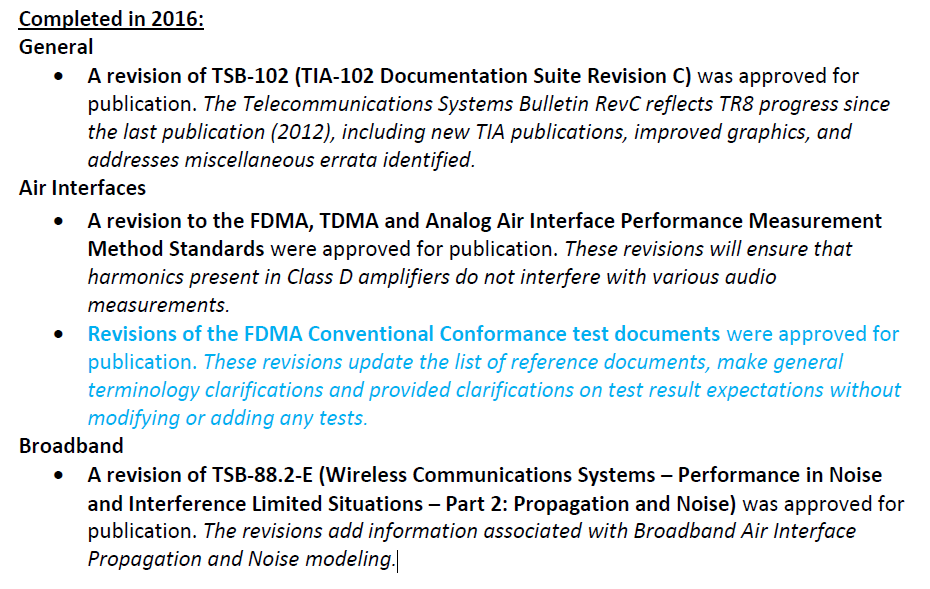 Completed in 2016:
General
• A revision of TSB-102 (TIA-102 Documentation Suite Revision C) was approved for
publication. The Telecommunications Systems Bulletin RevC reflects TR8 progress since
the last publication (2012), including new TIA publications, improved graphics, and
addresses miscellaneous errata identified.
Air Interfaces
• A revision to the FDMA, TDMA and Analog Air Interface Performance Measurement
Method Standards were approved for publication. These revisions will ensure that
harmonics present in Class D amplifiers do not interfere with various audio
measurements.
• Revisions of the FDMA Conventional Conformance test documents were approved for
publication. These revisions update the list of reference documents, make general
terminology clarifications and provided clarifications on test result expectations without
modifying or adding any tests.
Broadband
• A revision of TSB-88.2-E (Wireless Communications Systems – Performance in Noise
and Interference Limited Situations – Part 2: Propagation and Noise) was approved for
publication. The revisions add information associated with Broadband Air Interface
Propagation and Noise modeling.